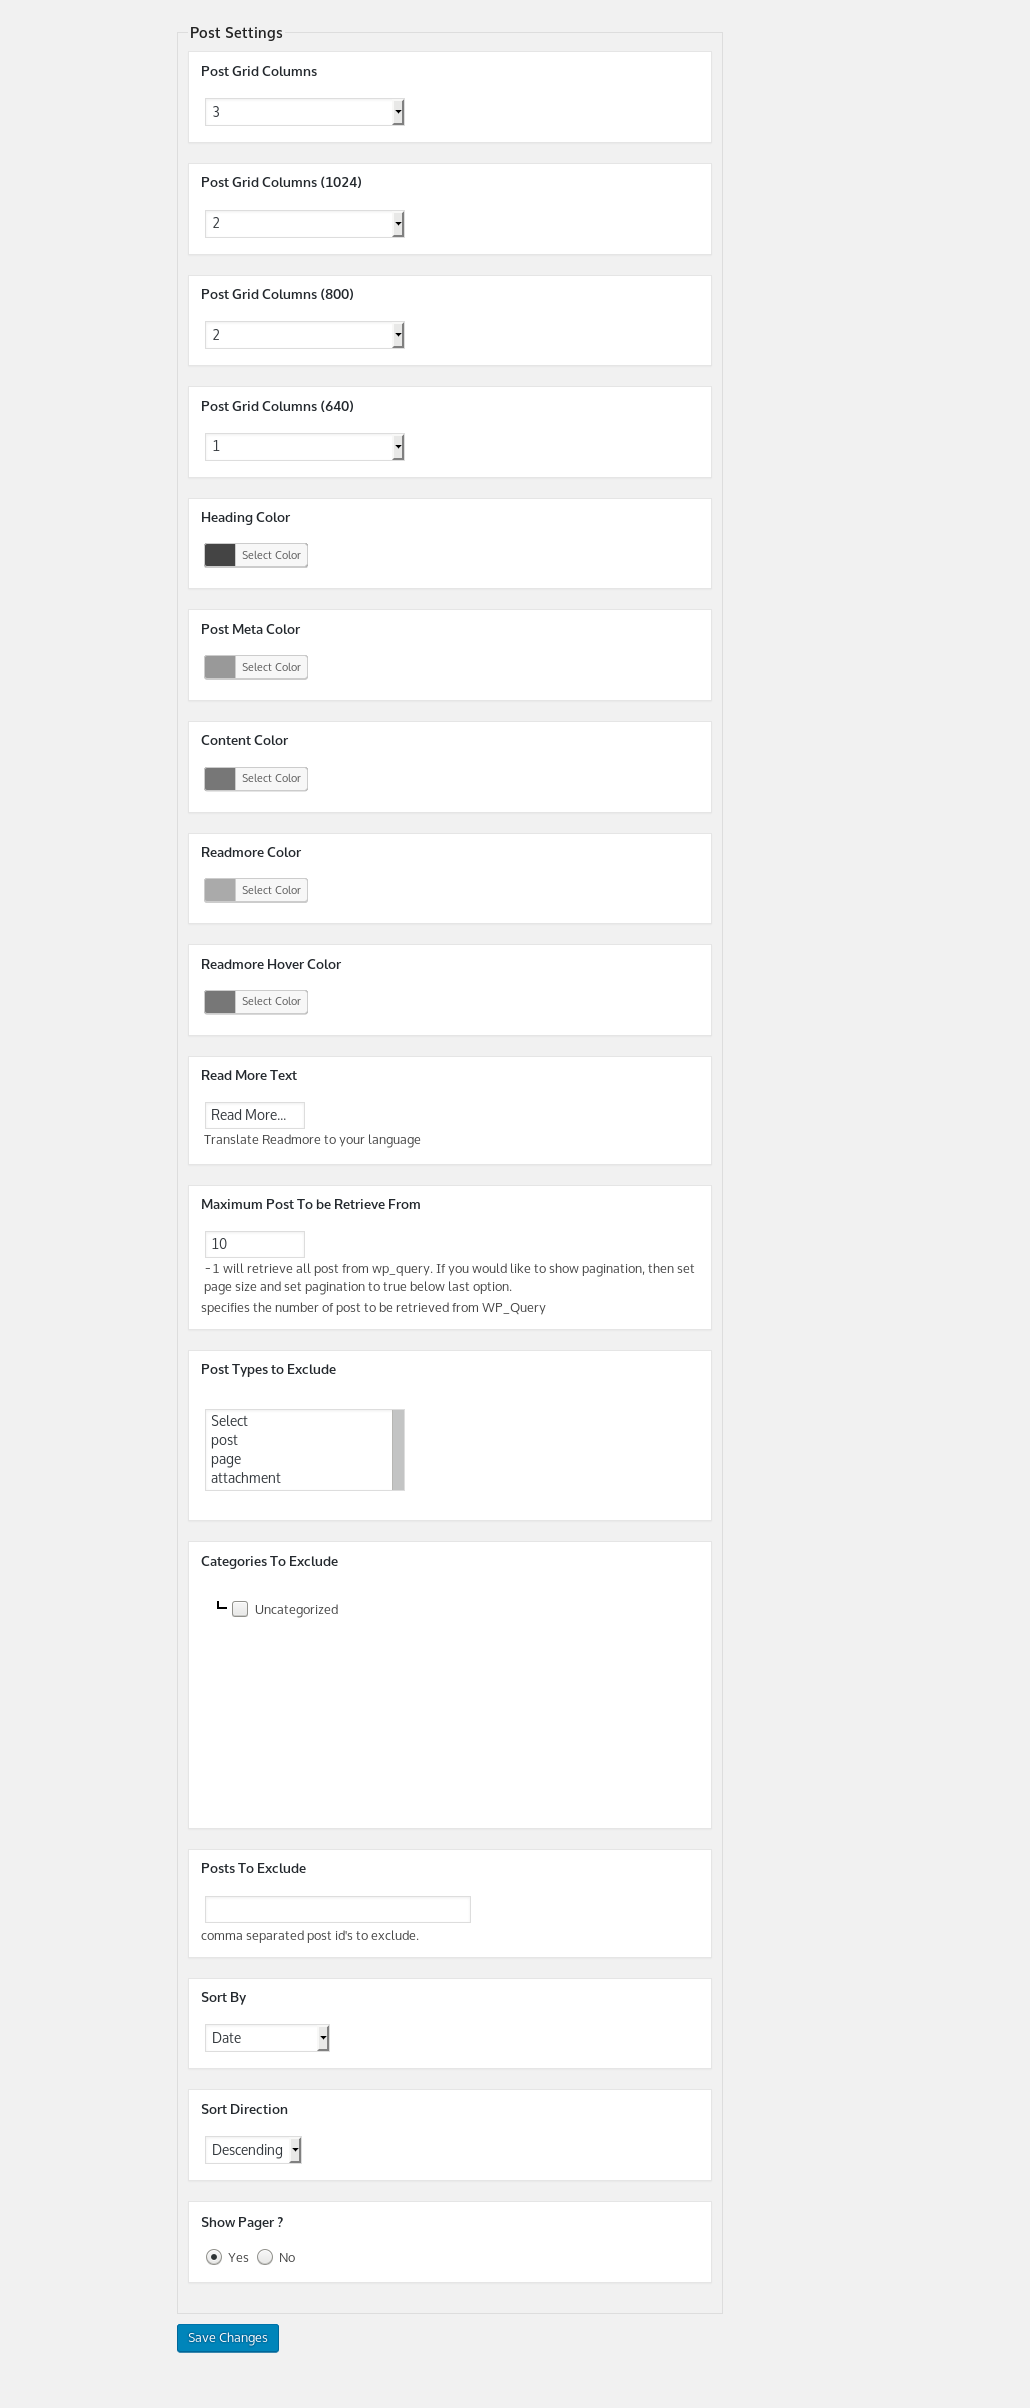 Post Settings
Post Grid Columns
3
Post Grid Columns (1024)
2
Post Grid Columns (800)
2
Post Grid Columns (640)
1
Heading Color
Select Color
Post Meta Color
Select Color
Content Color
Select Color
Readmore Color
Select Color
Readmore Hover Color
Select Color
Read More Text
Read More...
Translate Readmore to your language
Maximum Post To be Retrieve From
10
-1 will retrieve all post from wp_query. If you would like to show pagination, then set
page size and set pagination to true below last option.
specifies the number of post to be retrieved from WP_Query
Post Types to Exclude
Select
post
page
attachment
Categories To Exclude
Uncategorized
Posts To Exclude
comma separated post id's to exclude.
Sort By
Date
Sort Direction
Descending
Show Pager ?
Yes No
Save Changes